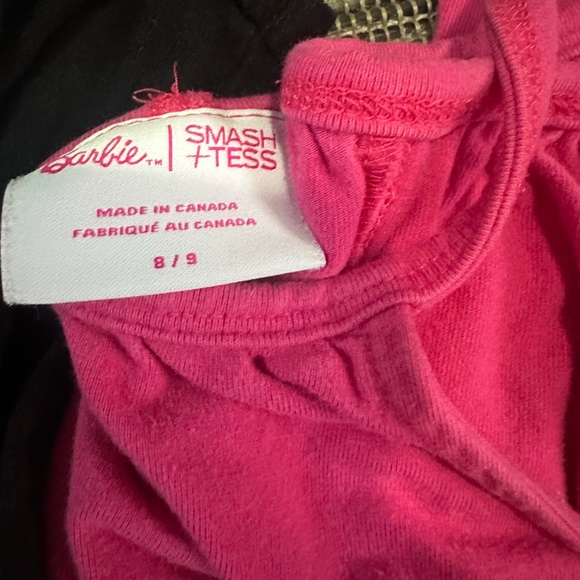 Barbie™ | SMASH
+TESS
MADE IN CANADA
FABRIQUÉ AU CANADA
8 / 9